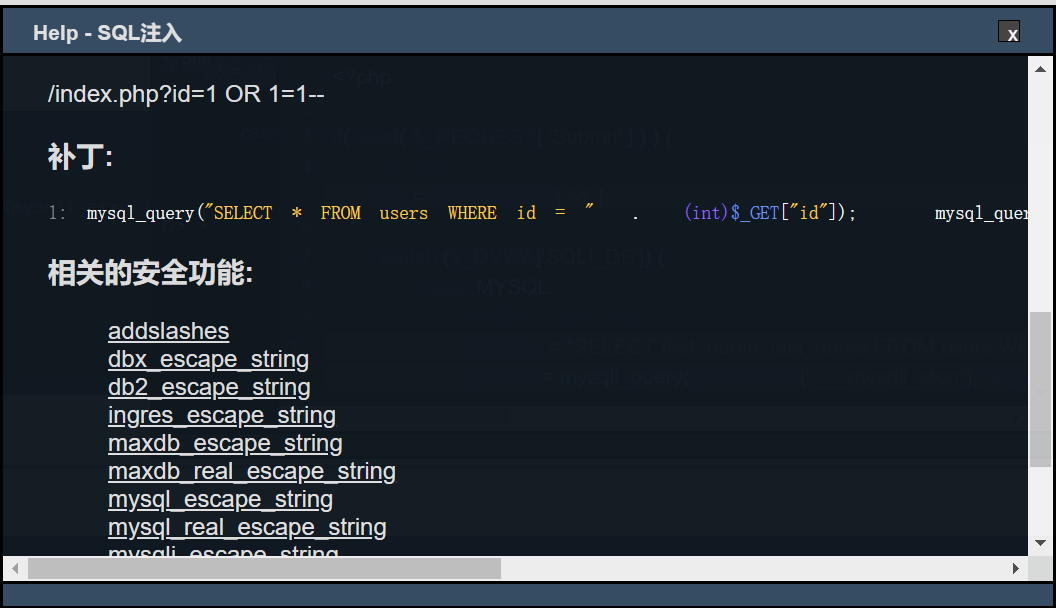 Help - SQL注入
x
/index.php?id=1 OR 1=1--
补丁:
1: mysql_query("SELECT * FROM users WHERE id = " . (int)$_GET["id"]); mysql_quer
相关的安全功能:
addslashes
dbx_escape_string
db2_escape_string
ingres_escape_string
maxdb_escape_string
maxdb_real_escape_string
mysql_escape_string
mysql_real_escape_string
mysqli_escape_string